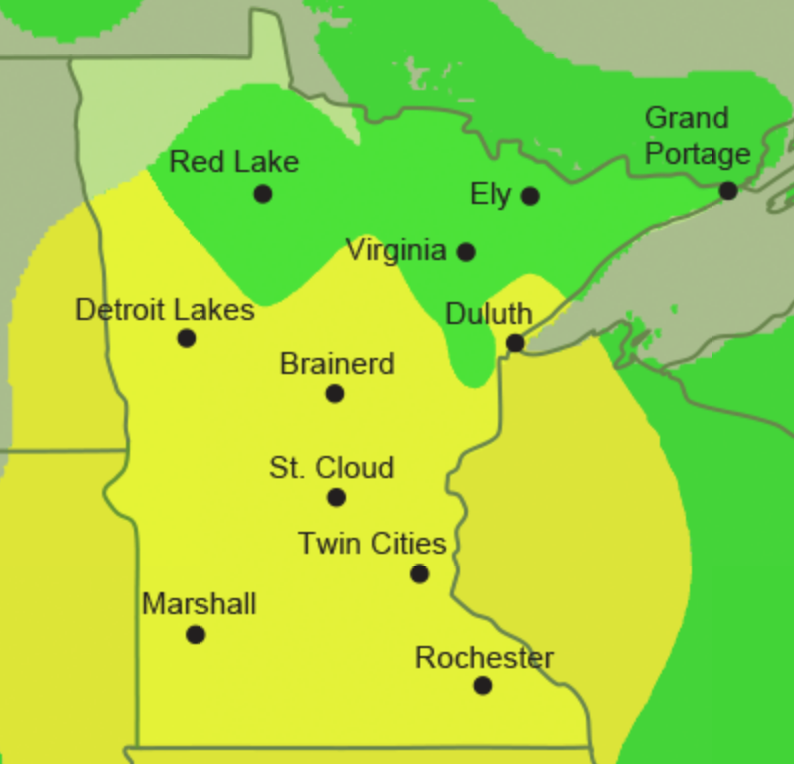 Grand
Portage
Red Lake
Ely
Virginia
Detroit Lakes
Duluth
Brainerd
St. Cloud
Twin Cities
Marshall
Rochester